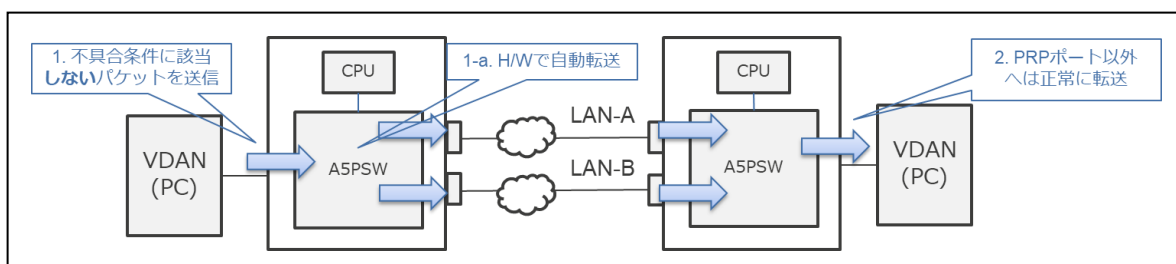 1. 不具合条件に該当
しないパケットを送信
CPU
1-a. H/Wで自動転送
VDAN
(PC)
A5PSW
LAN-A
LAN-B
CPU
A5PSW
2. PRPポート以外
へは正常に転送
VDAN
(PC)